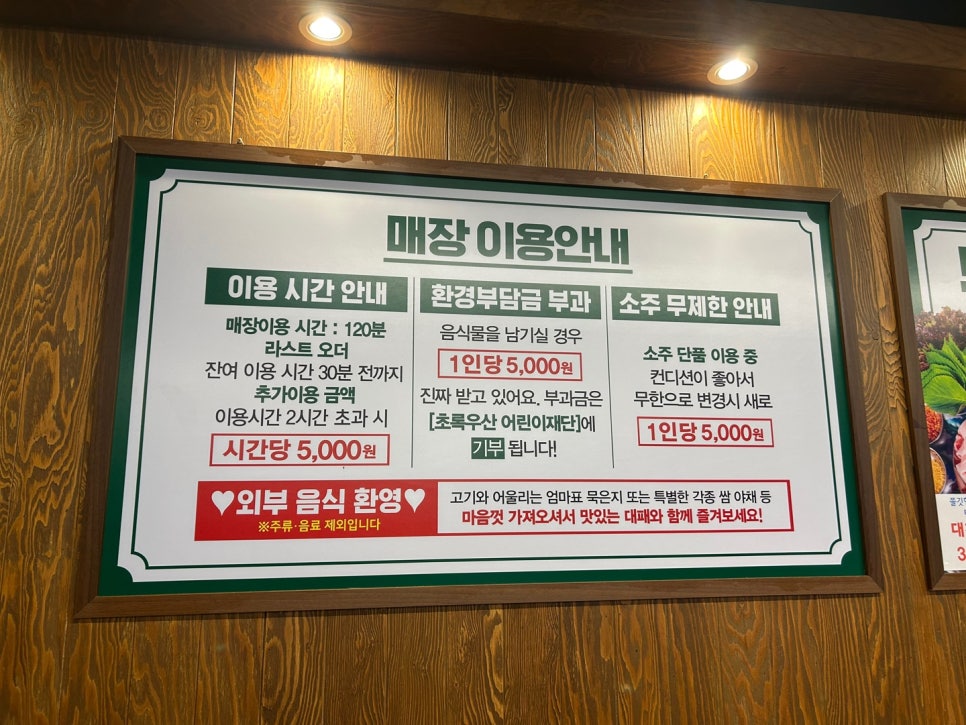 매장 이용안내
이용 시간 안내
매장이용 시간 : 120분
라스트 오더
잔여 이용 시간 30분 전까지
추가이용 금액
이용시간 2시간 초과 시
시간당 5,000원
환경부담금 부과
음식물을 남기실 경우
1인당 5,000원
진짜 받고 있어요. 부과금은
[초록우산 어린이재단]에
기부 됩니다!
소주 무제한 안내
소주 단품 이용 중
컨디션이 좋아서
무한으로 변경시 새로
1인당 5,000원
♥외부 음식 환영♥
※주류·음료 제외입니다
고기와 어울리는 엄마표 묵은지 또는 특별한 각종 쌈 야채 등
마음껏 가져오셔서 맛있는 대패와 함께 즐겨보세요!